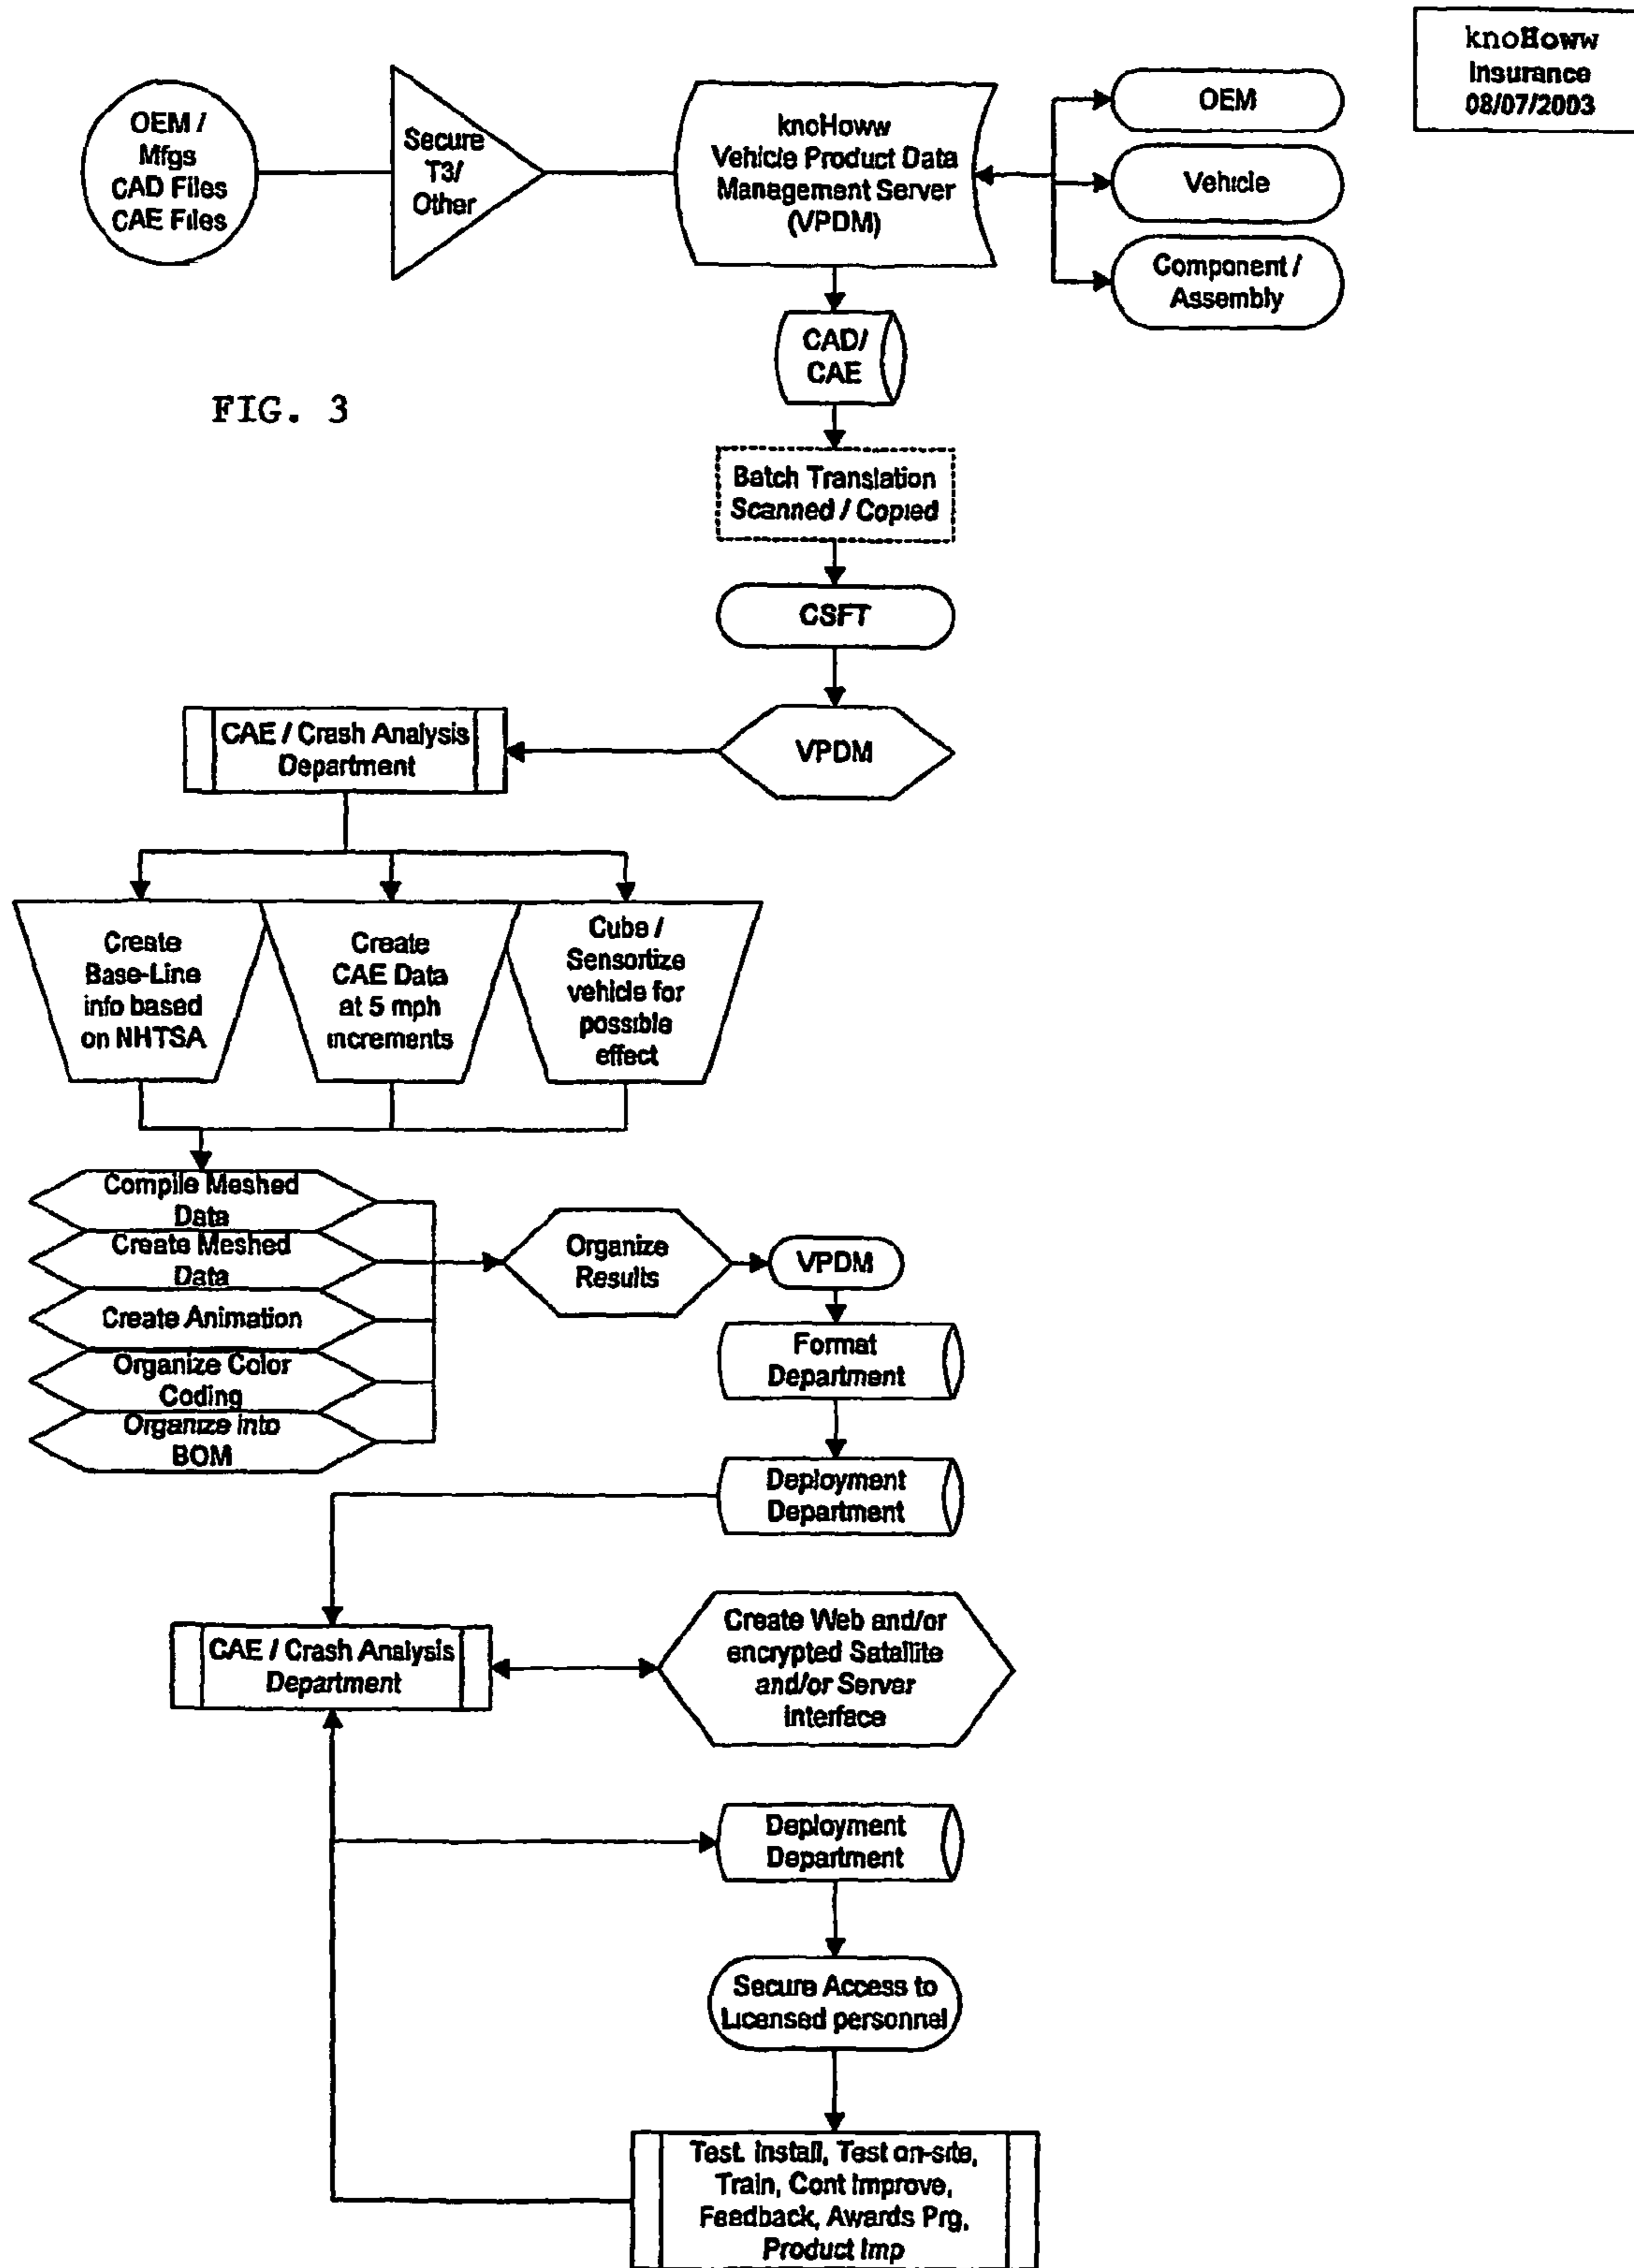 knoHoww
Insurance
08/07/2003
OEM /
Mfgs
CAD Files
CAE Files
Secure
T3/
Other
knoHoww
Vehicle Product Data
Management Server
(VPDM)
OEM
Vehicle
Component /
Assembly
CAD/
CAE
FIG. 3
Batch Translation
Scanned / Copied
CSFT
VPDM
CAE / Crash Analysis
Department
Create
Base-Line
info based
on NHTSA
Create
CAE Data
at 5 mph
increments
Cube /
Sensortize
vehicle for
possible
effect
Compile Meshed
Data
Create Meshed
Data
Create Animation
Organize Color
Coding
Organize into
BOM
Organize
Results
VPDM
Format
Department
Deployment
Department
CAE / Crash Analysis
Department
Create Web and/or
encrypted Satallite
and/or Server
interface
Deployment
Department
Secure Access to
Licensed personnel
Test. Install, Test on-site,
Train, Cont Improve,
Feedback, Awards Prg,
Product Imp